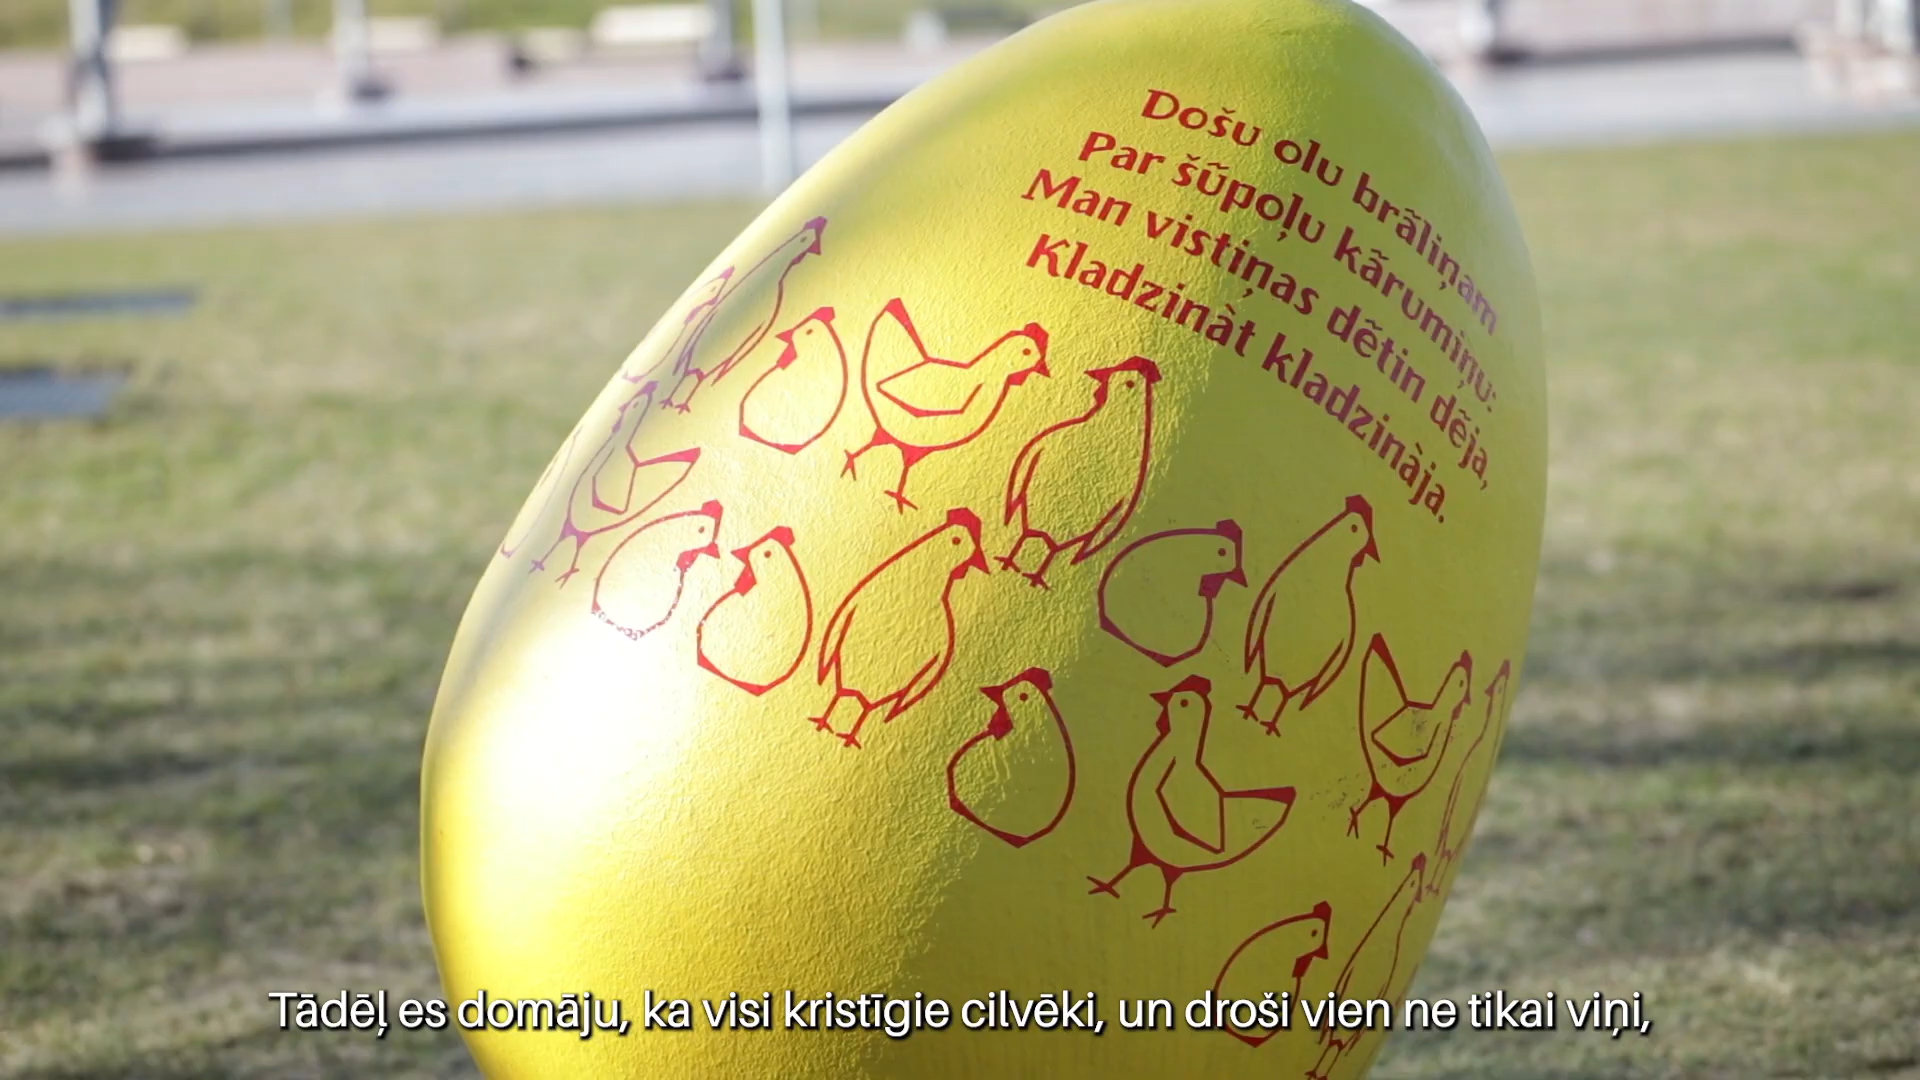 Došu olu brāliņam
Par šūpoļu kārumiņu:
Man vistiņas dētin dēja,
Kladzināt kladzināja.
Tādēļ es domāju, ka visi kristīgie cilvēki, un droši vien ne tikai viņi,